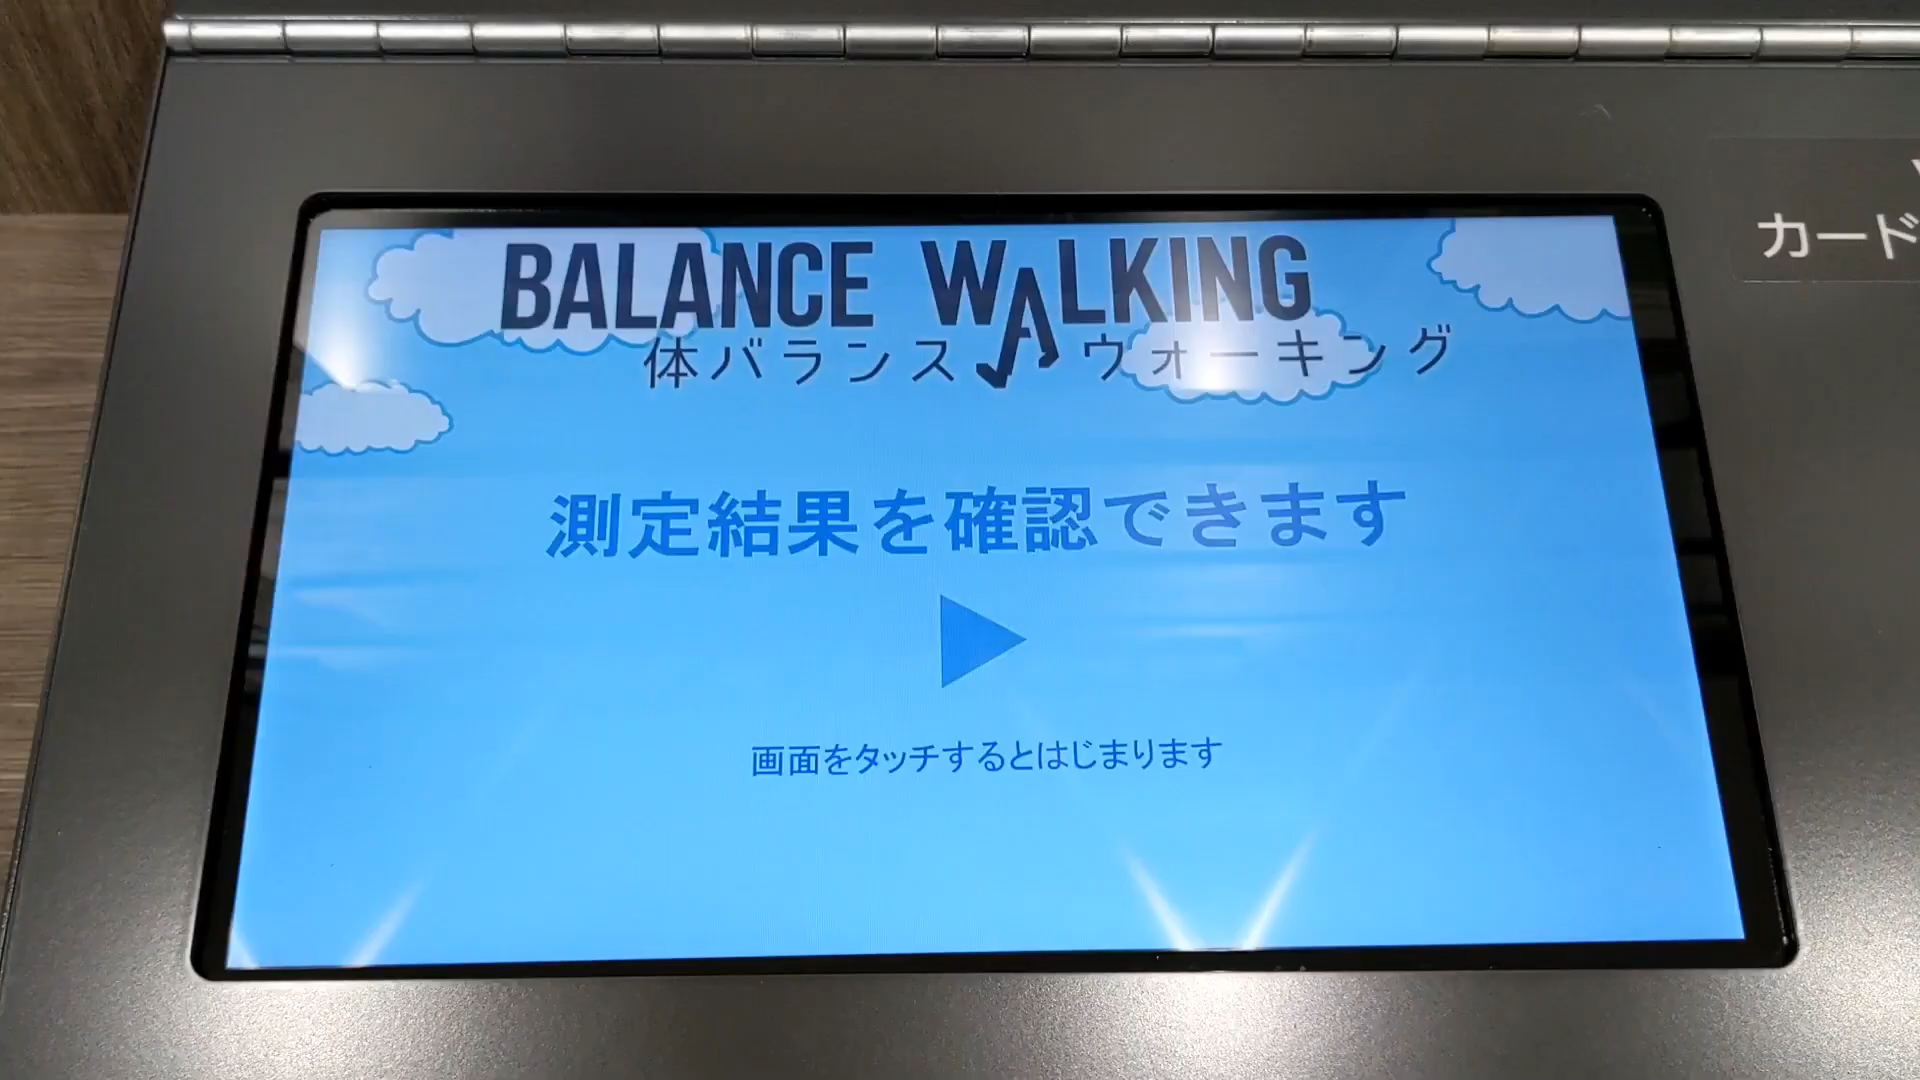 BALANCE WALKING
体バランス ウォーキング
カード
測定結果を確認できます
画面をタッチするとはじまります